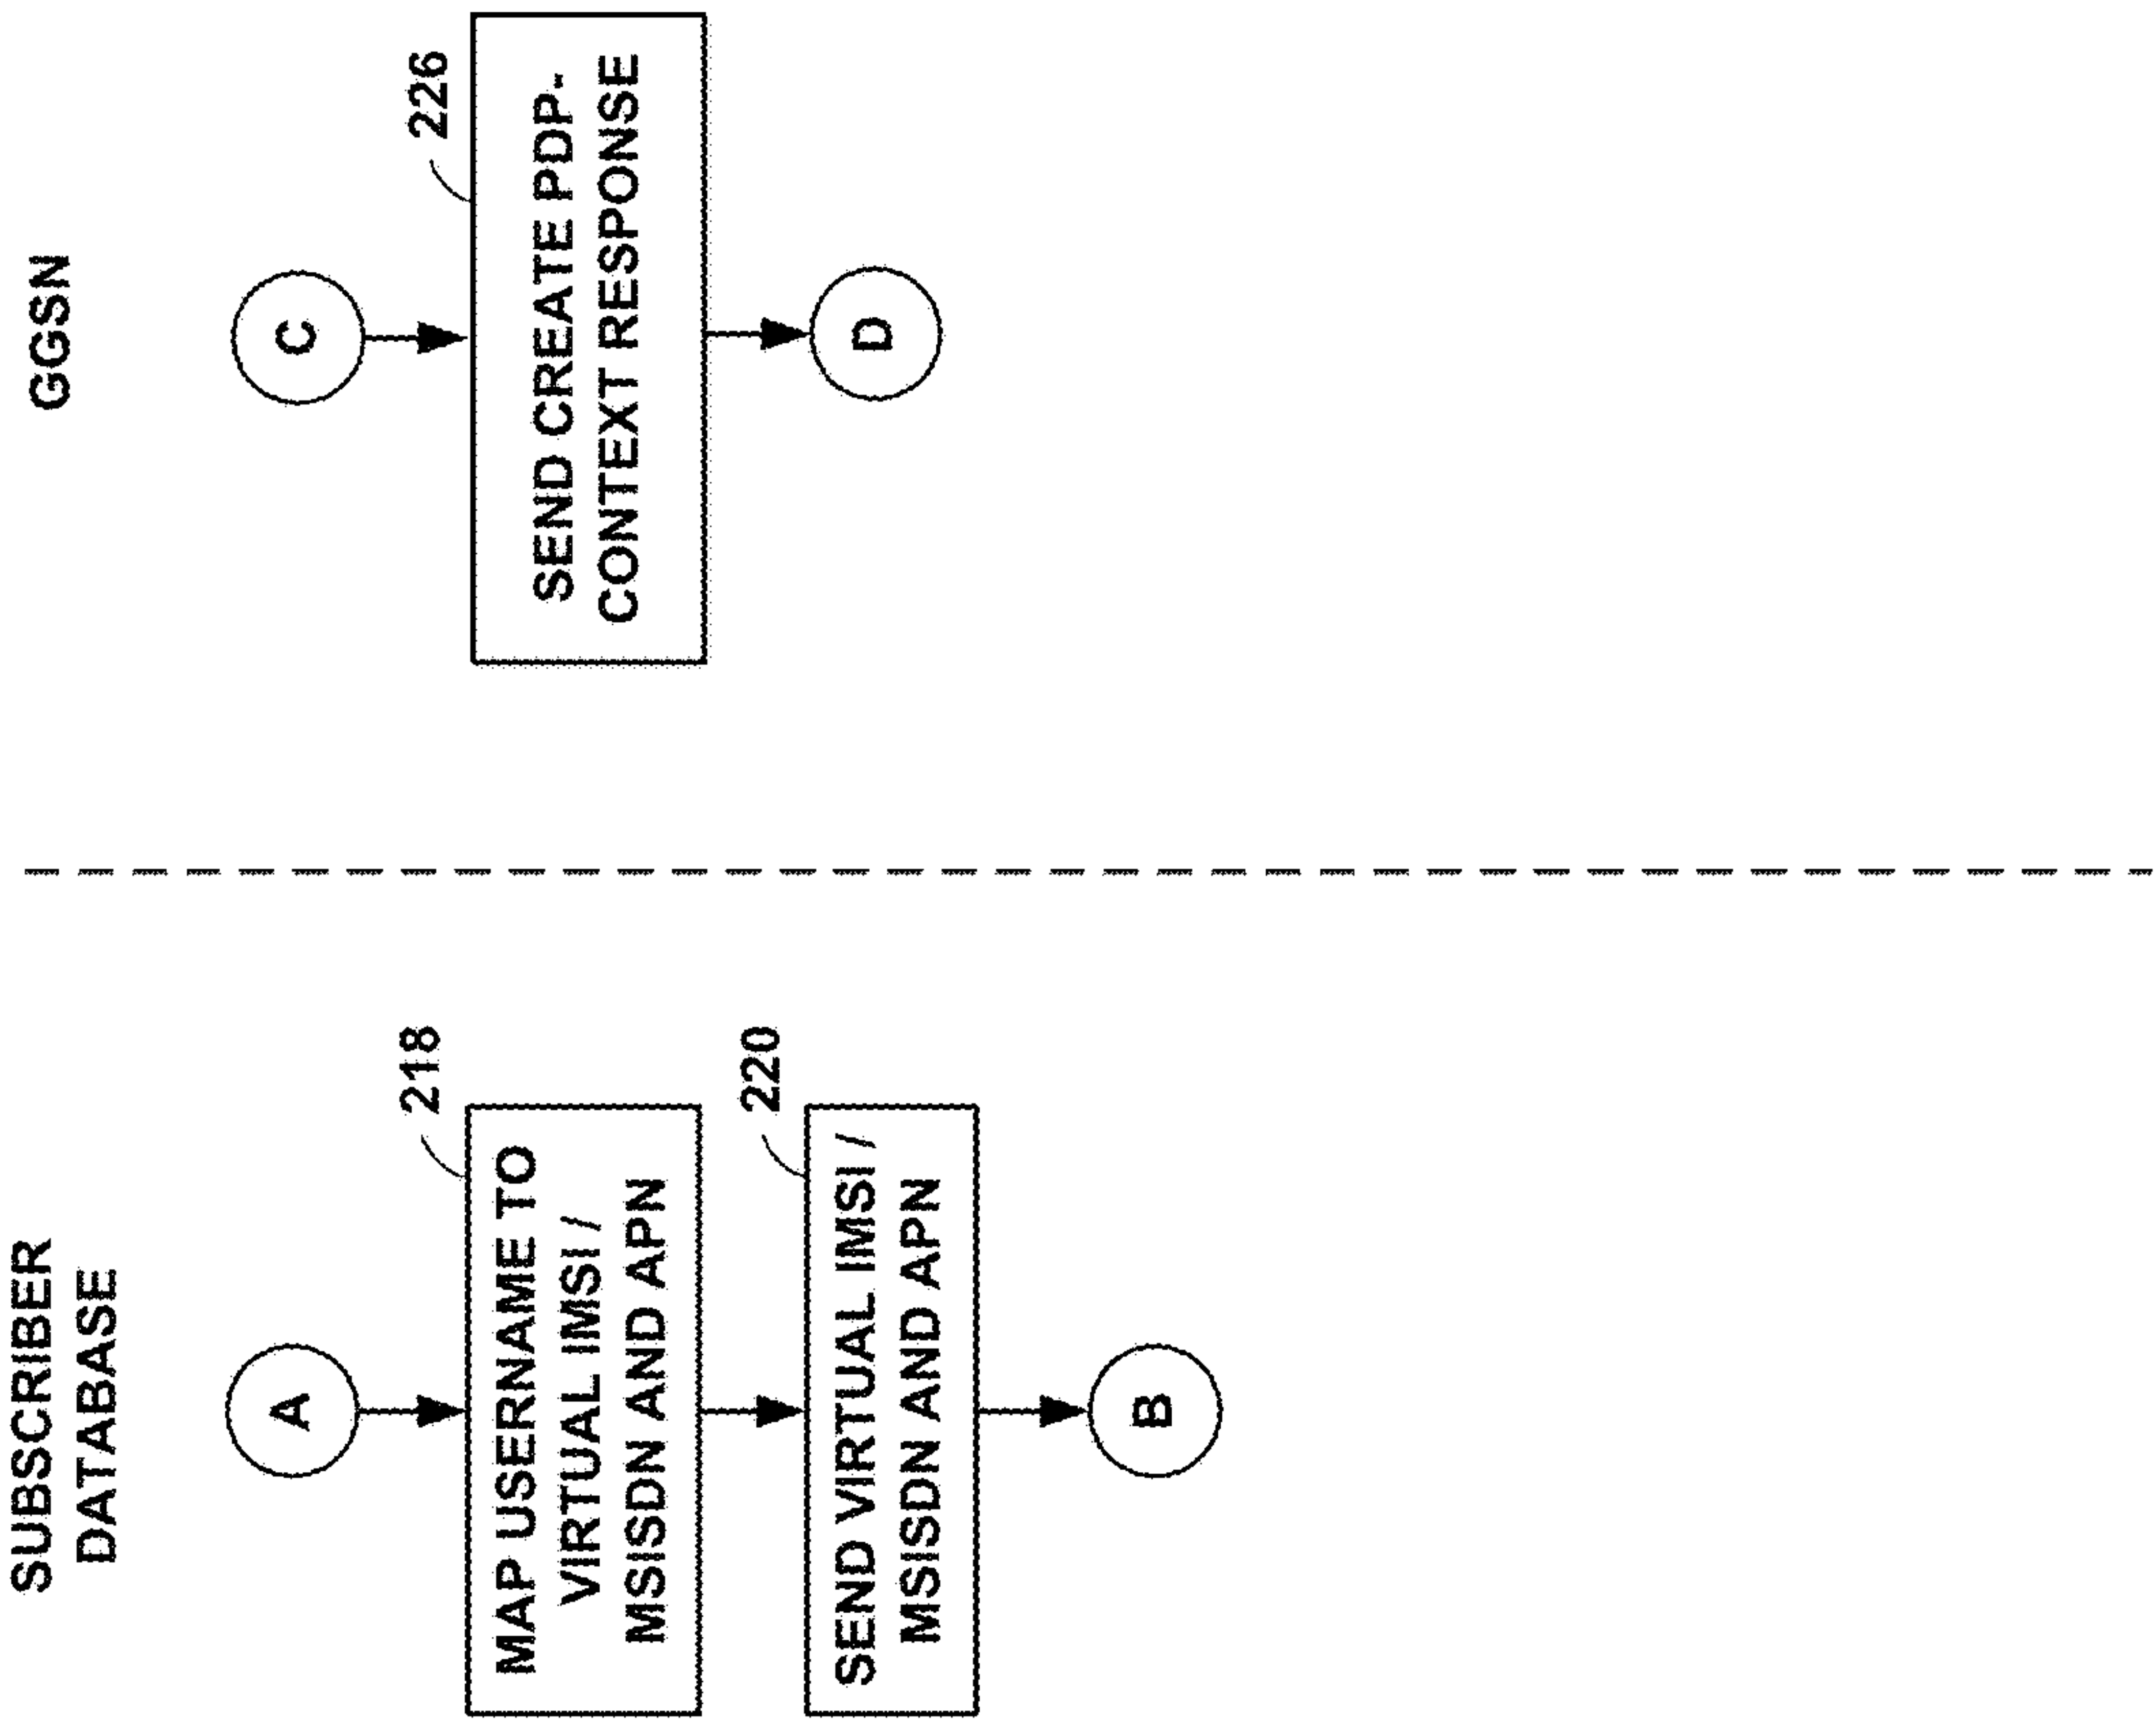 SUBSCRIBER
DATABASE
A
218
MAP USERNAME TO
VIRTUAL IMSI /
MSISDN AND APN
220
SEND VIRTUAL IMSI /
MSISDN AND APN
B
GGSN
C
226
SEND CREATE PDP-
CONTEXT RESPONSE
D